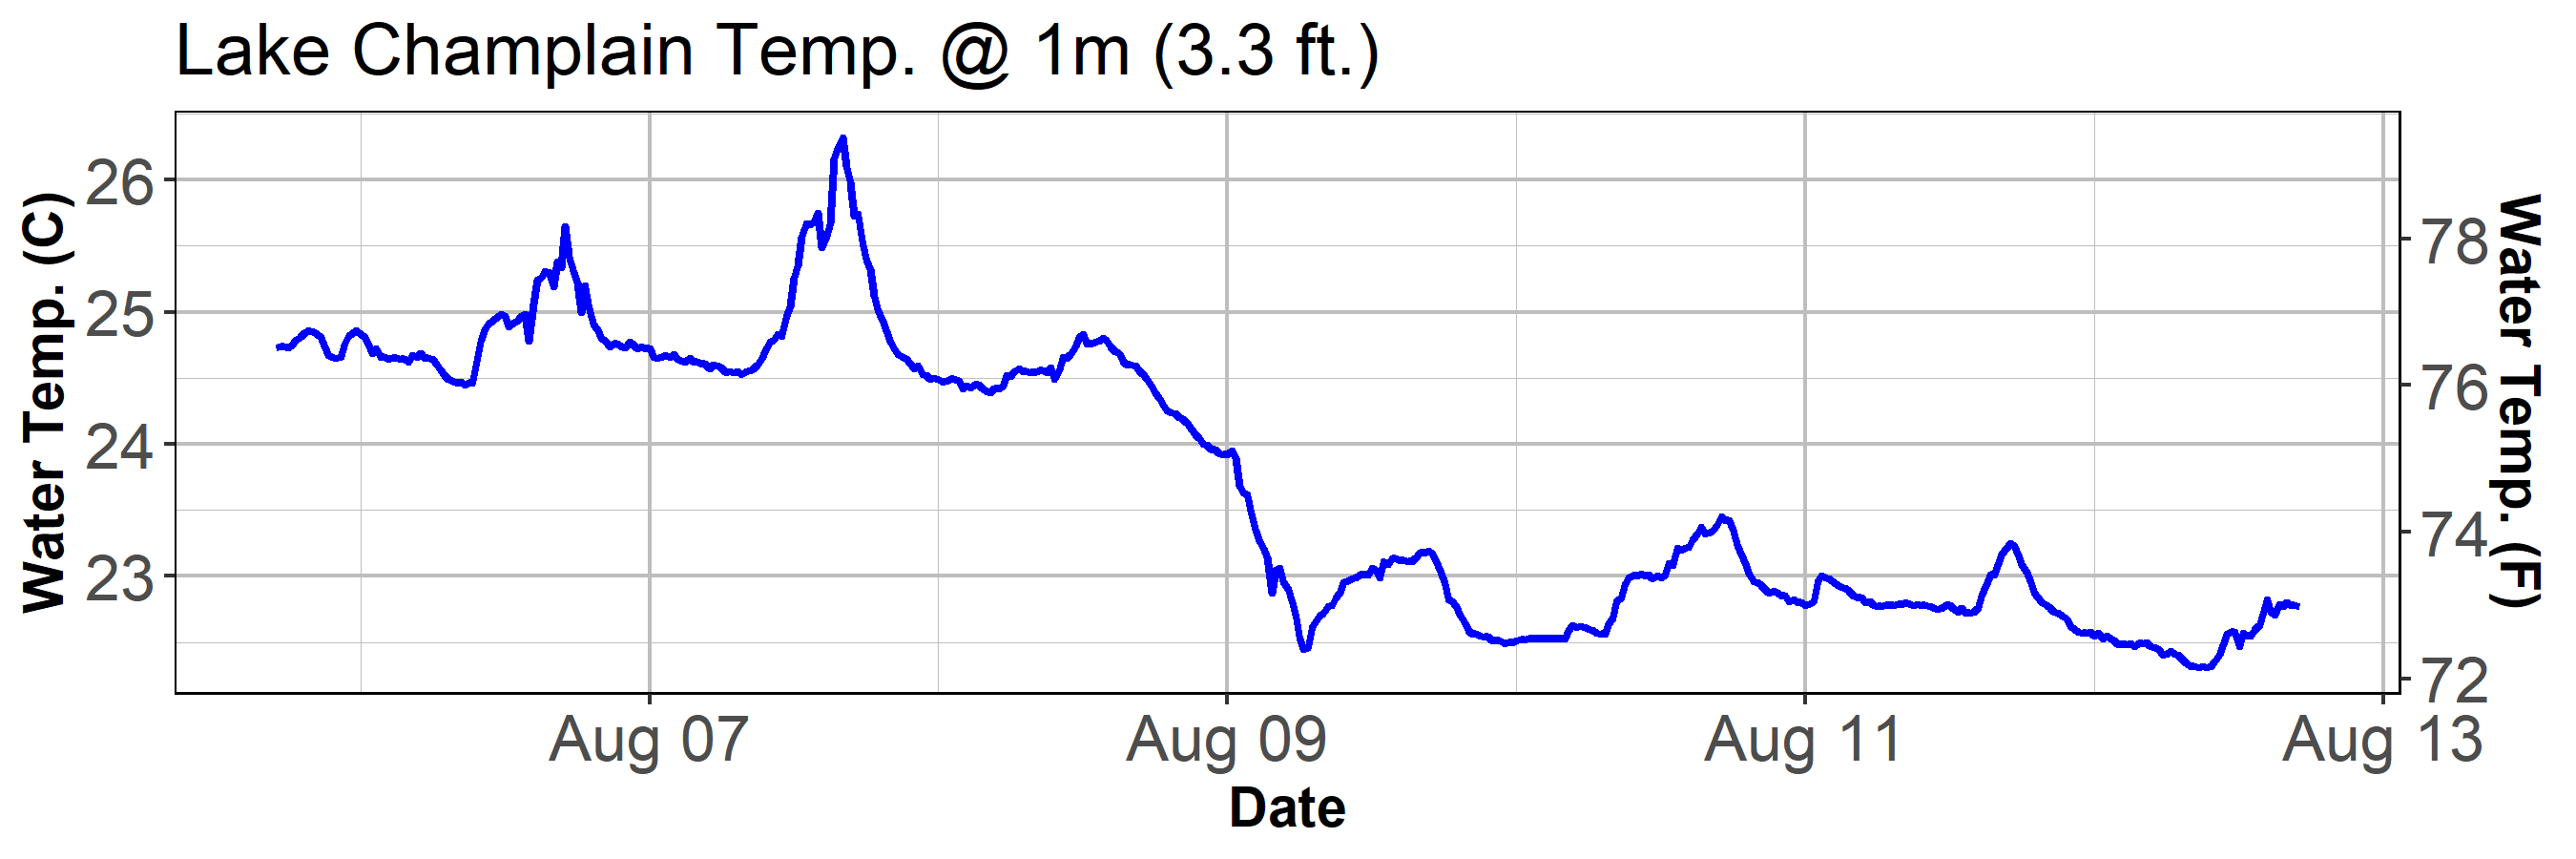 Lake Champlain Temp. @ 1m (3.3 ft.)
Water Temp. (C)
26
25
24
23
Water Temp. (F)
78
76
74
72
Aug 07
Aug 09
Aug 11
Aug 13
Date